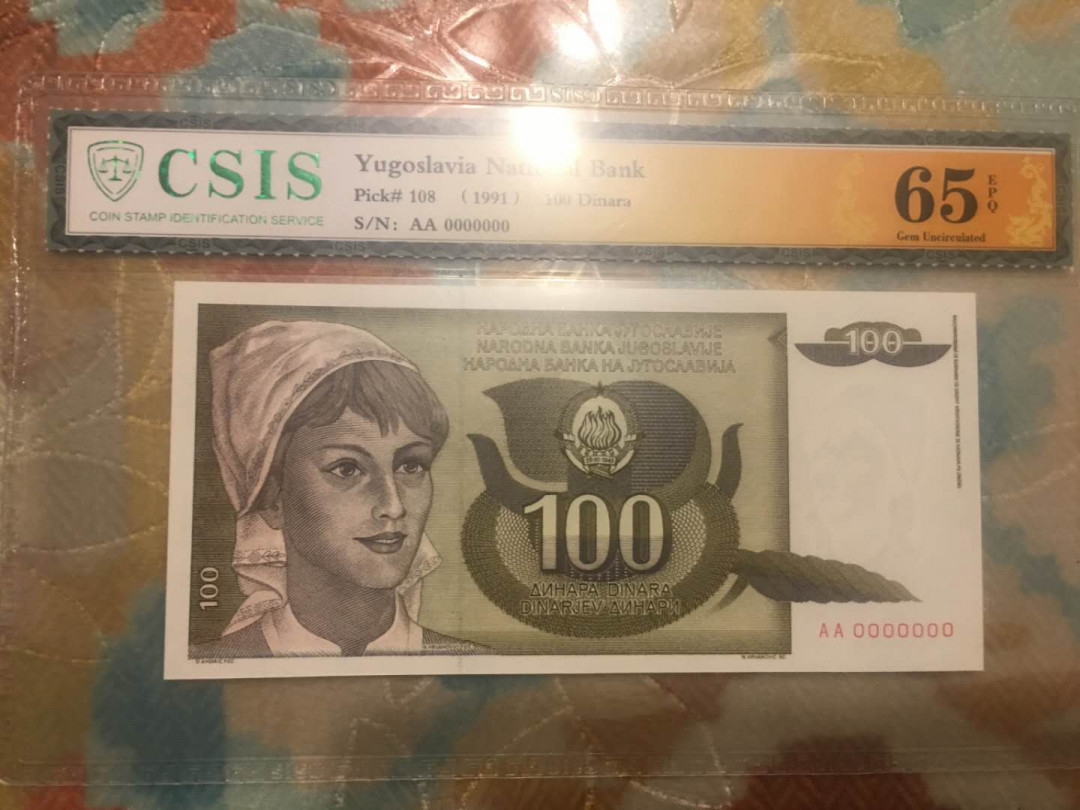 CSIS
COIN STAMP IDENTIFICATION SERVICE
Yugoslavia National Bank
Pick# 108 (1991) 100 Dinara
S/N: AA 0000000
65
EPQ
Gem Uncirculated
НАРОДНА БАНКА ЈУГОСЛАВИЈЕ
NARODNA BANKA JUGOSLAVIJE
НАРОДНА БАНКА НА ЈУГОСЛАВИЈА
100
100
ДИНАРА DINARA
DINARJEV ДИНАРИ
100
AA 0000000